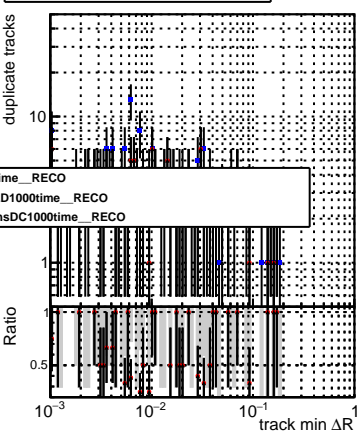 duplicate tracks
10
ime__RECO
D1000time__RECO
nsDC1000time__RECO
1
Ratio
1
0.5
10⁻³ 10⁻² 10⁻¹ 1
track min ΔR